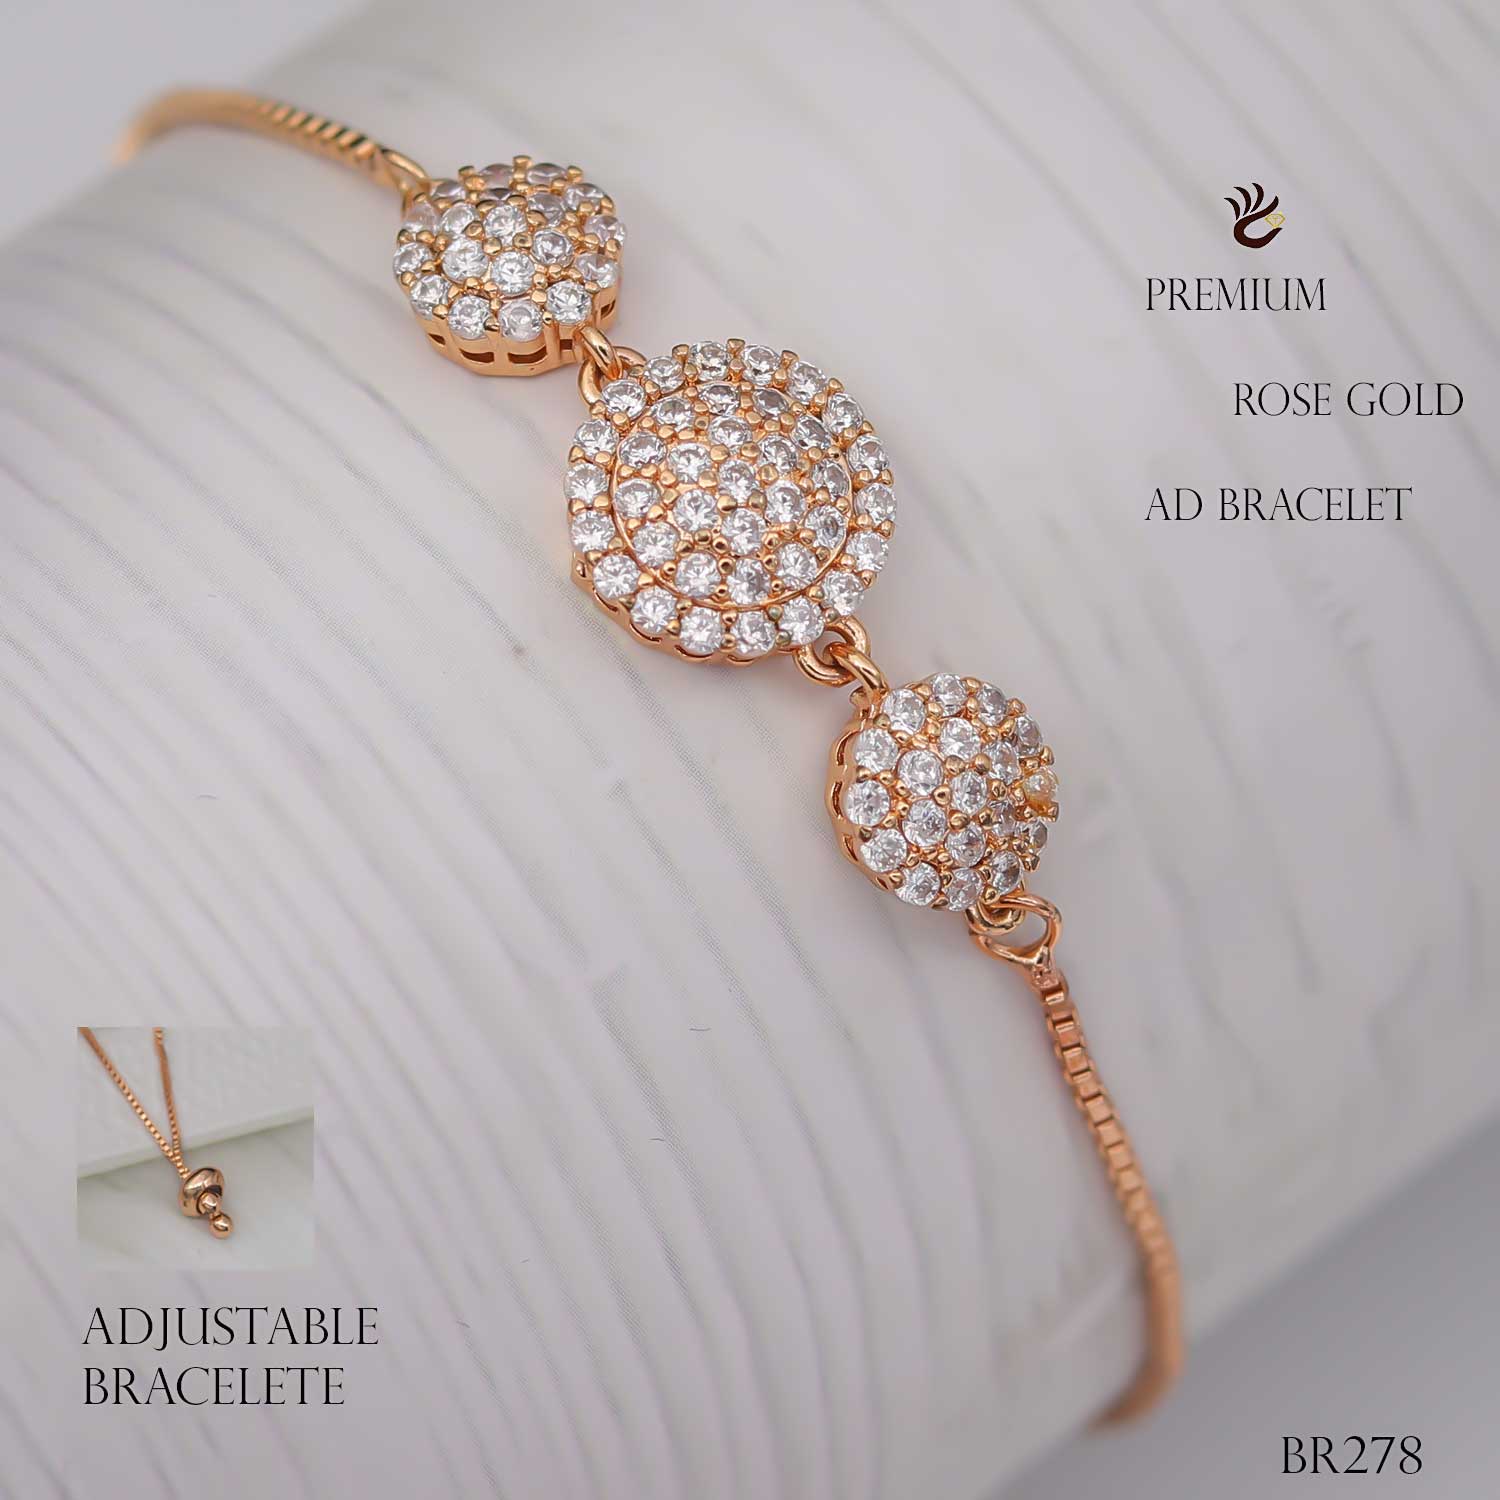 PREMIUM
ROSE GOLD
AD BRACELET
ADJUSTABLE
BRACELETE
BR278